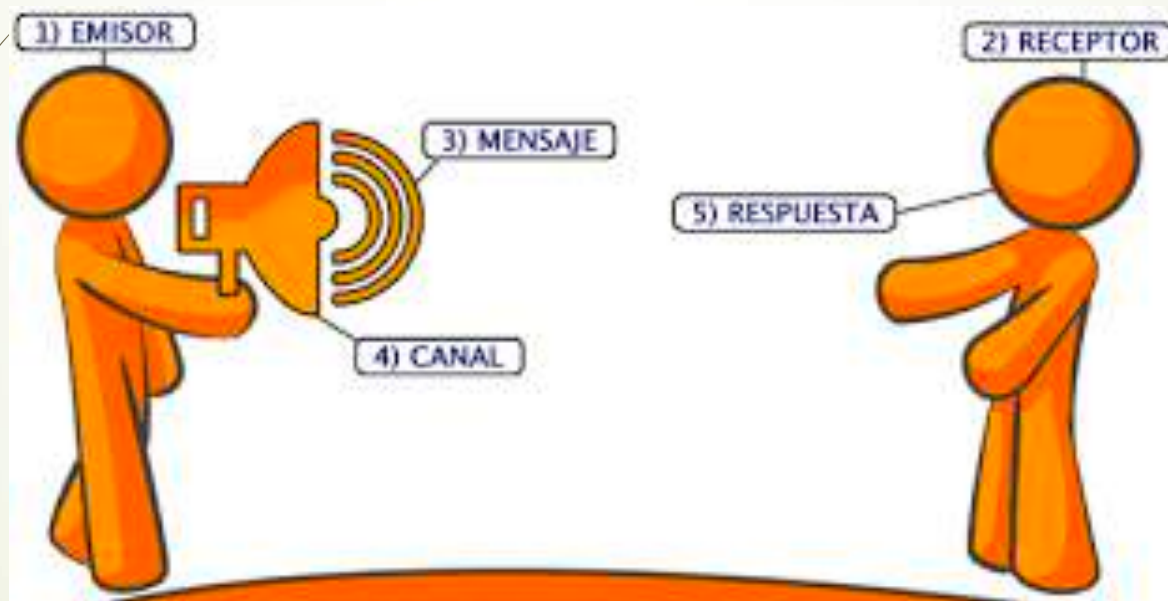 1) EMISOR
2) RECEPTOR
3) MENSAJE
5) RESPUESTA
4) CANAL